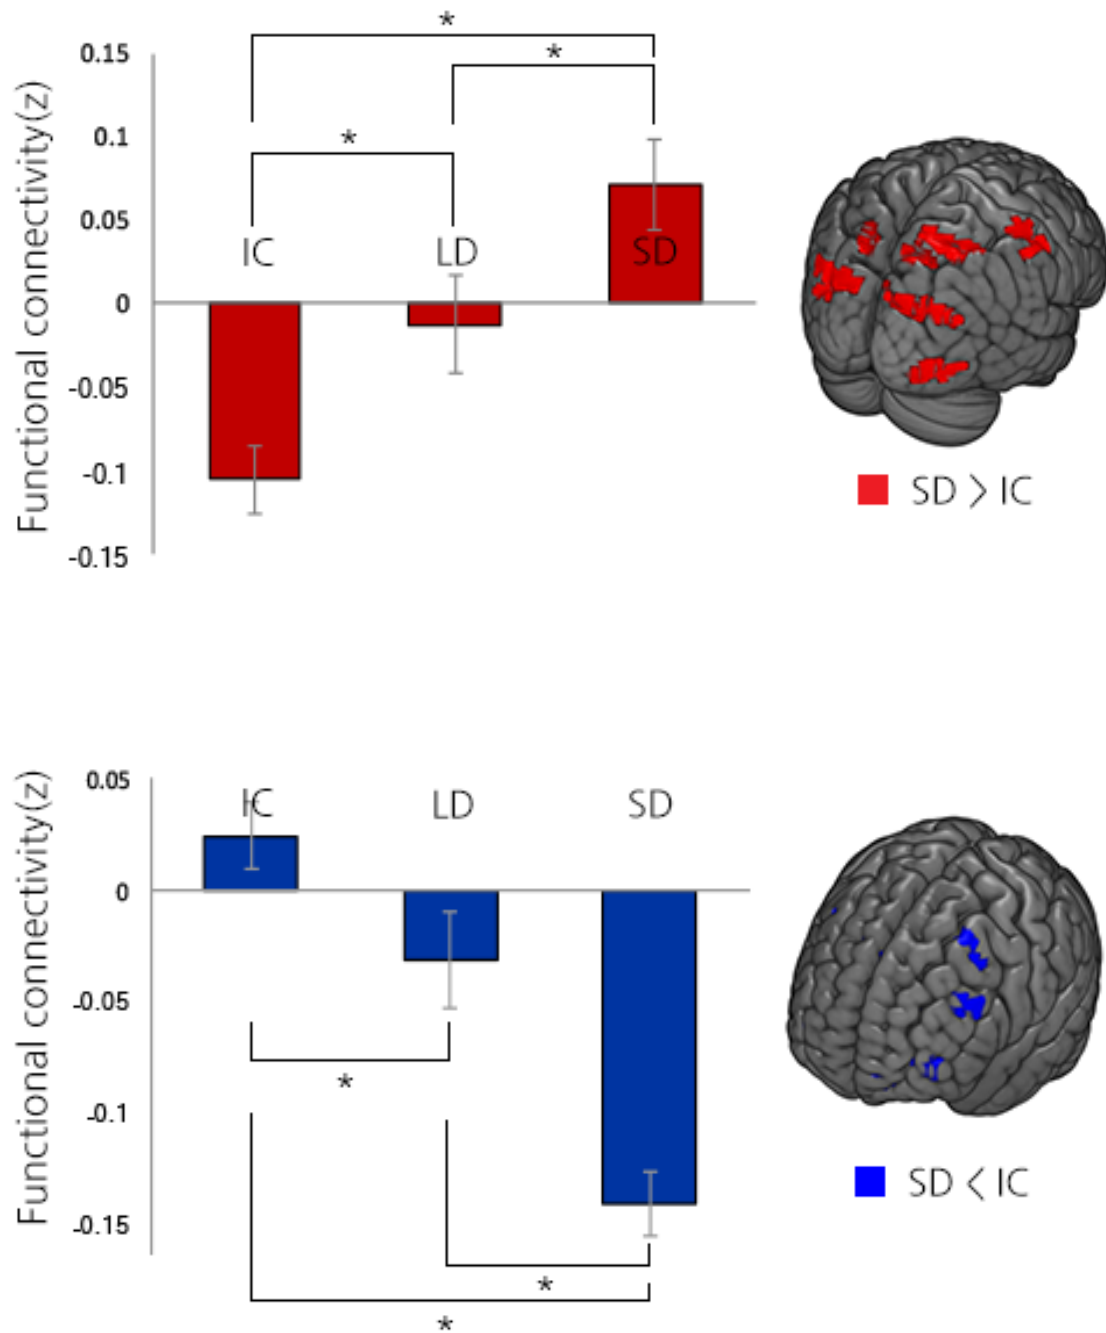 *
*
*
0.15
0.1
0.05
0
-0.05
-0.1
-0.15
Functional connectivity(z)
IC
LD
SD
SD > IC
0.05
0
-0.05
-0.1
-0.15
Functional connectivity(z)
IC
LD
SD
*
*
*
SD < IC